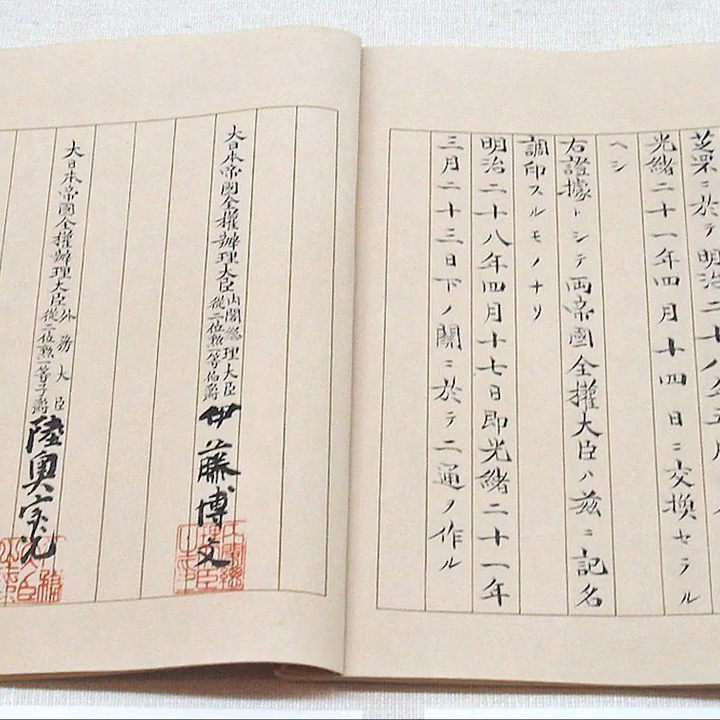 芝罘ニ於テ明治二十八年五月八
光緒二十一年四月十四日ニ交換セラル
ヘシ
右證據トシテ両帝國全權大臣ハ茲ニ記名
調印スルモノナリ
明治二十八年四月十七日即光緒二十一年
三月二十三日下ノ關ニ於テ二通ヲ作ル
大日本帝國全權辦理大臣内閣總理大臣從二位勲一等伯爵伊藤博文
大日本帝國全權辦理大臣外務大臣從二位勲一等子爵陸奥宗光